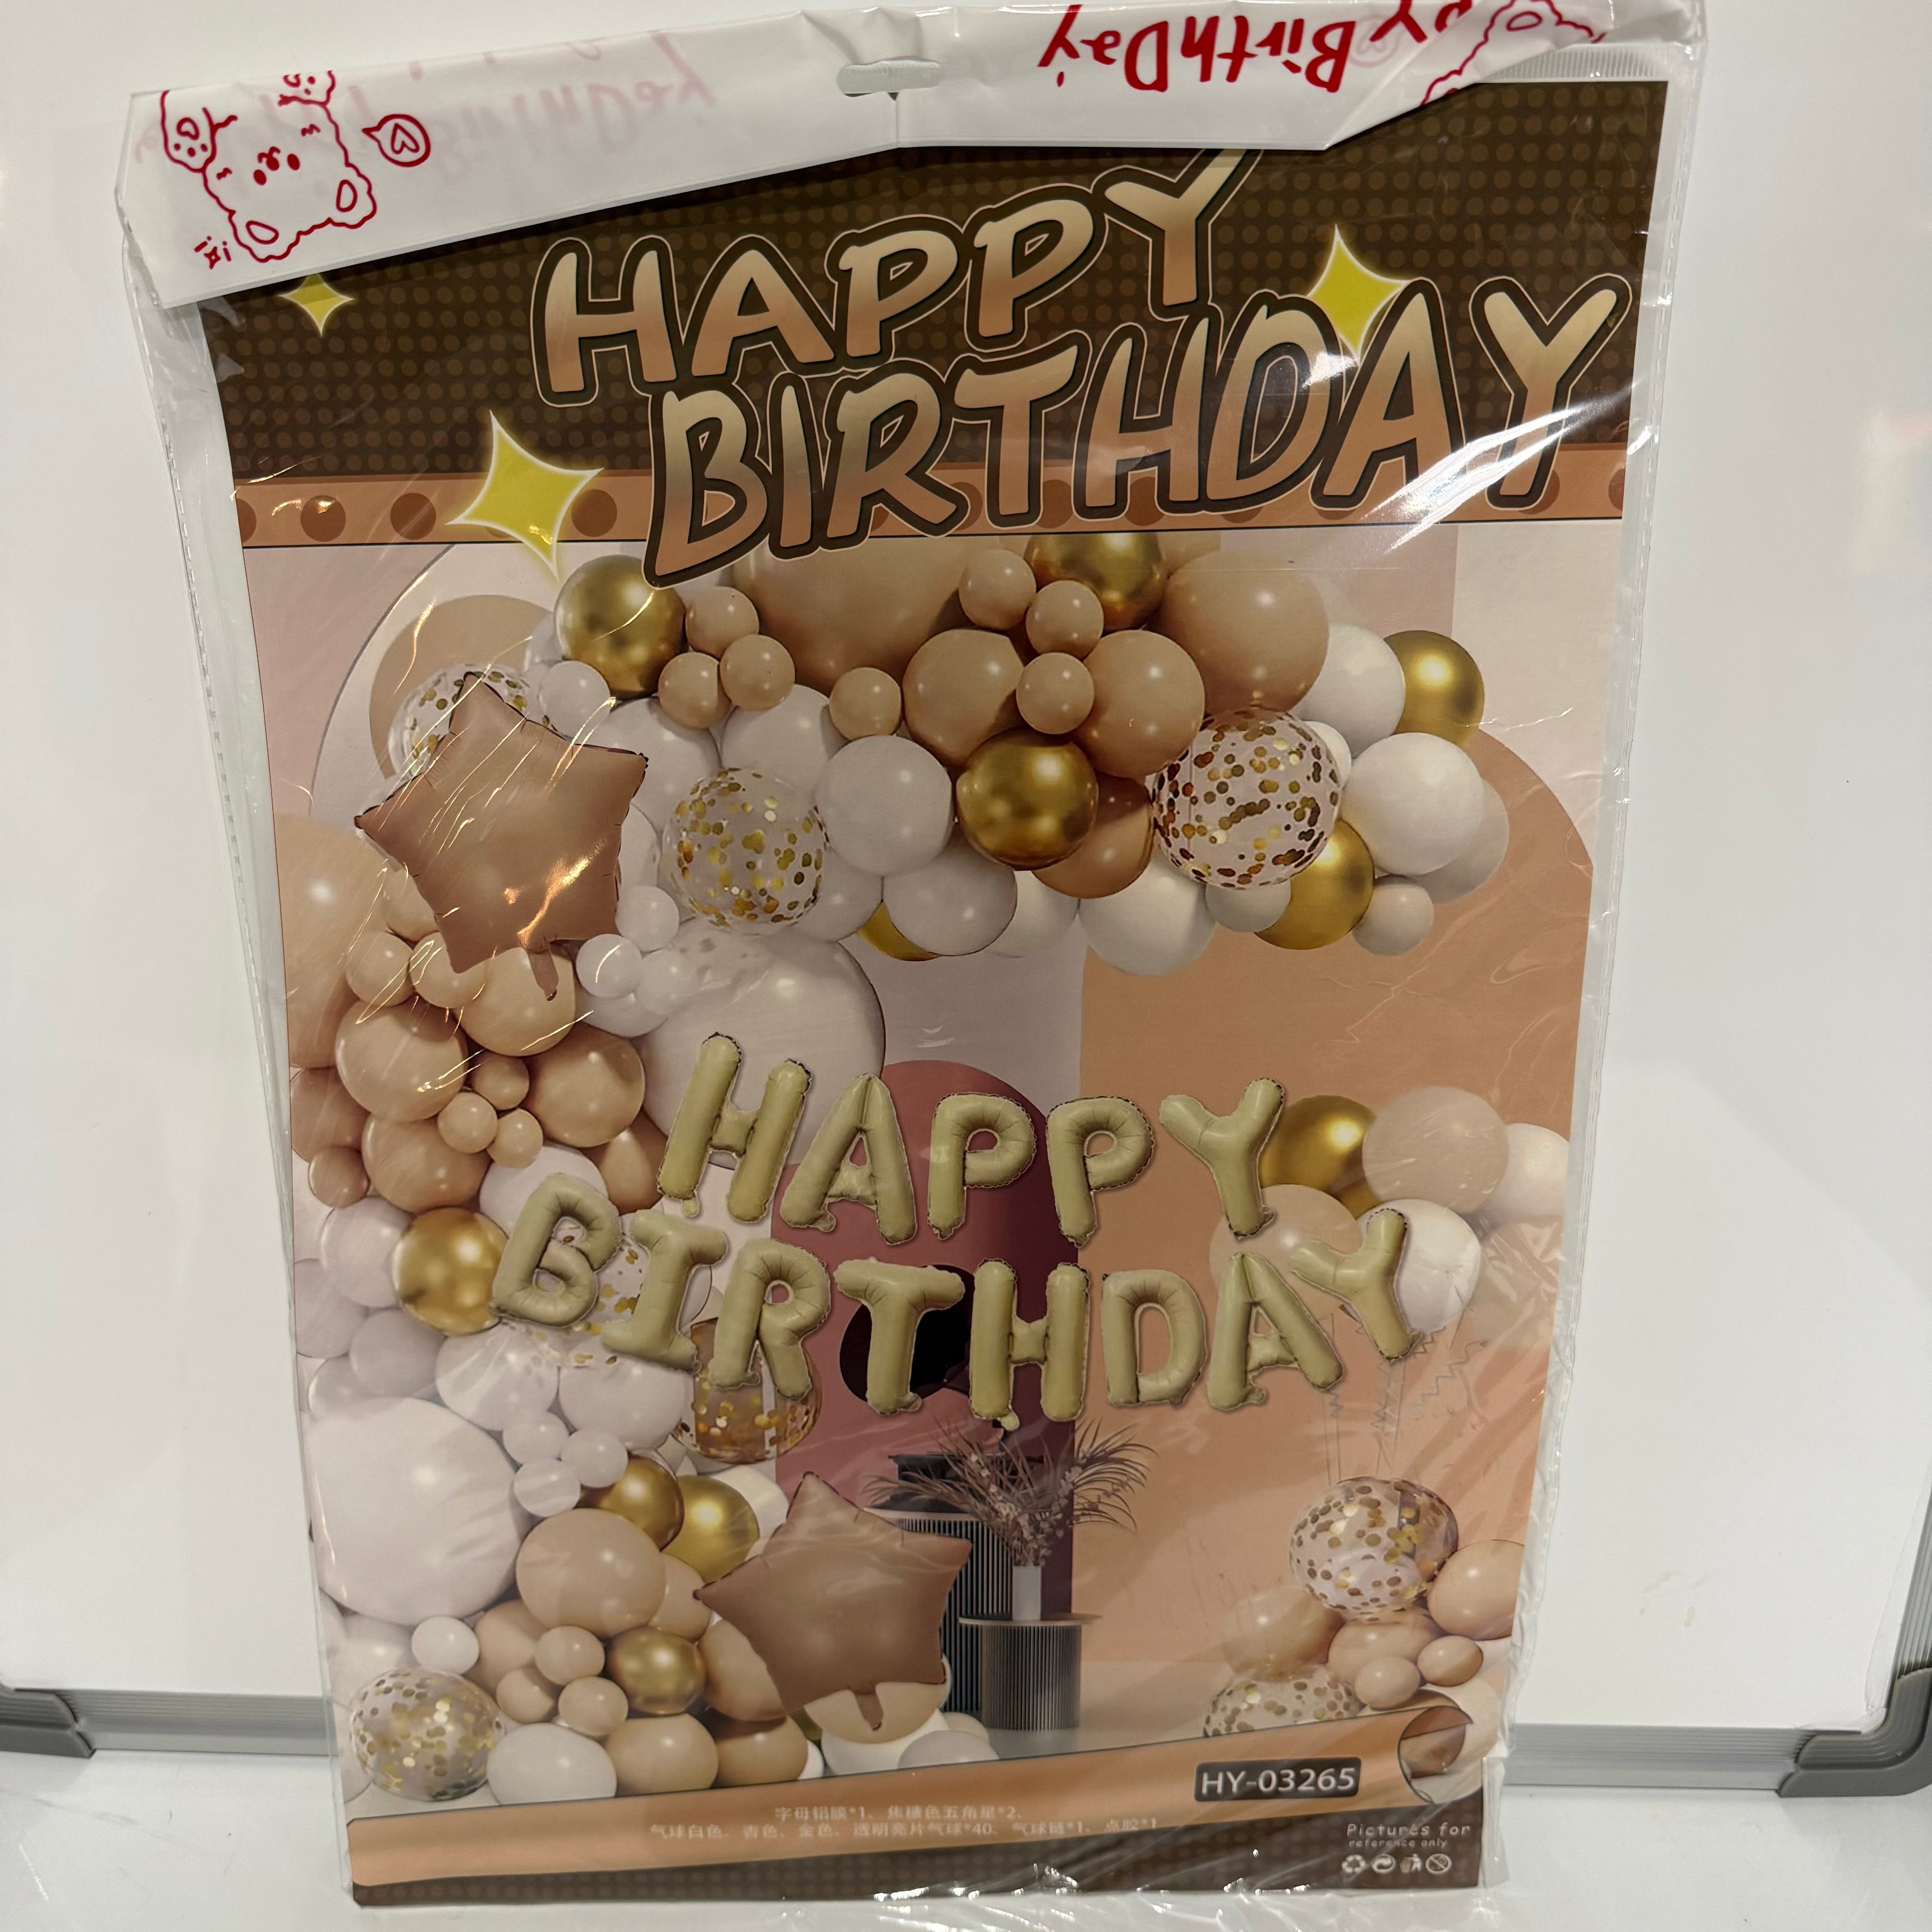 PY BirthDay
HAPPY
BIRTHDAY
HAPPY
BIRTHDAY
HY-03265
字母铝膜*1、焦糖色五角星*2、
气球白色、杏色、金色、透明亮片气球*40、气球链*1、点胶*1
Pictures for
reference only